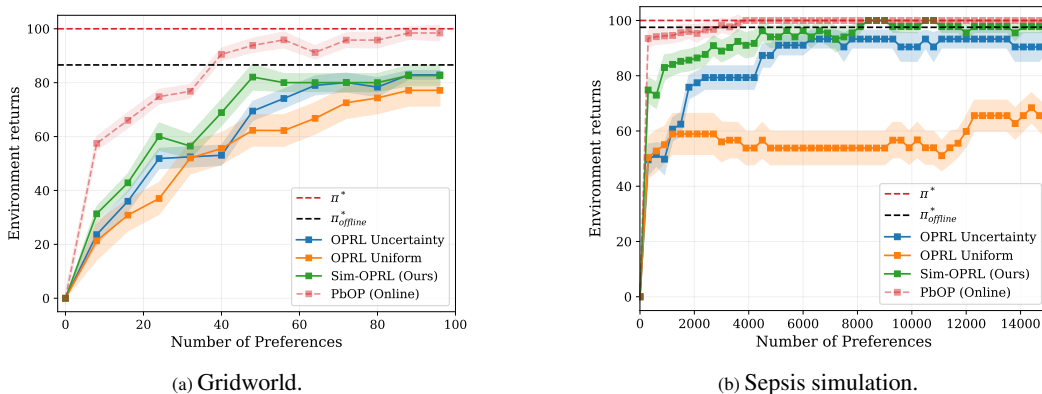 100
80
60
40
20
0
Environment returns
0
20
40
60
80
100
Number of Preferences
π*
π*offline
OPRL Uncertainty
OPRL Uniform
Sim-OPRL (Ours)
PbOP (Online)
(a) Gridworld.
100
80
60
40
20
0
Environment returns
0
2000
4000
6000
8000
10000
12000
14000
Number of Preferences
π*
π*offline
OPRL Uncertainty
OPRL Uniform
Sim-OPRL (Ours)
PbOP (Online)
(b) Sepsis simulation.